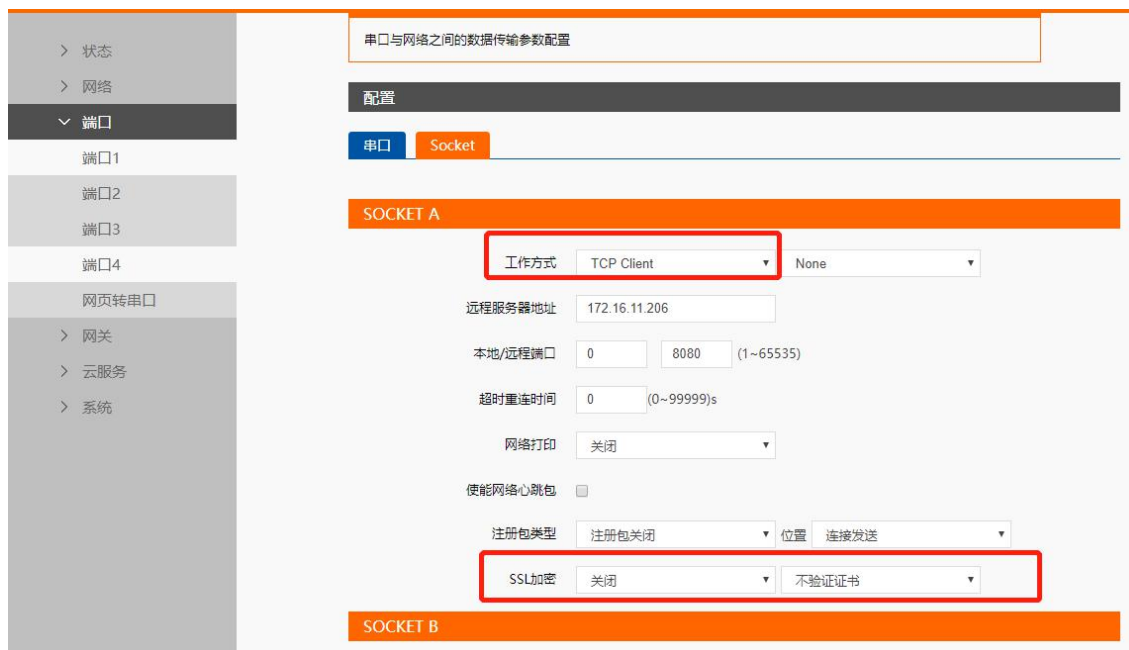 状态
网络
端口
端口1
端口2
端口3
端口4
网页转串口
网关
云服务
系统
串口与网络之间的数据传输参数配置
配置
串口 Socket
SOCKET A
工作方式 TCP Client None
远程服务器地址 172.16.11.206
本地/远程端口 0 8080 (1~65535)
超时重连时间 0 (0~99999)s
网络打印 关闭
使能网络心跳包
注册包类型 注册包关闭 位置 连接发送
SSL加密 关闭 不验证证书
SOCKET B